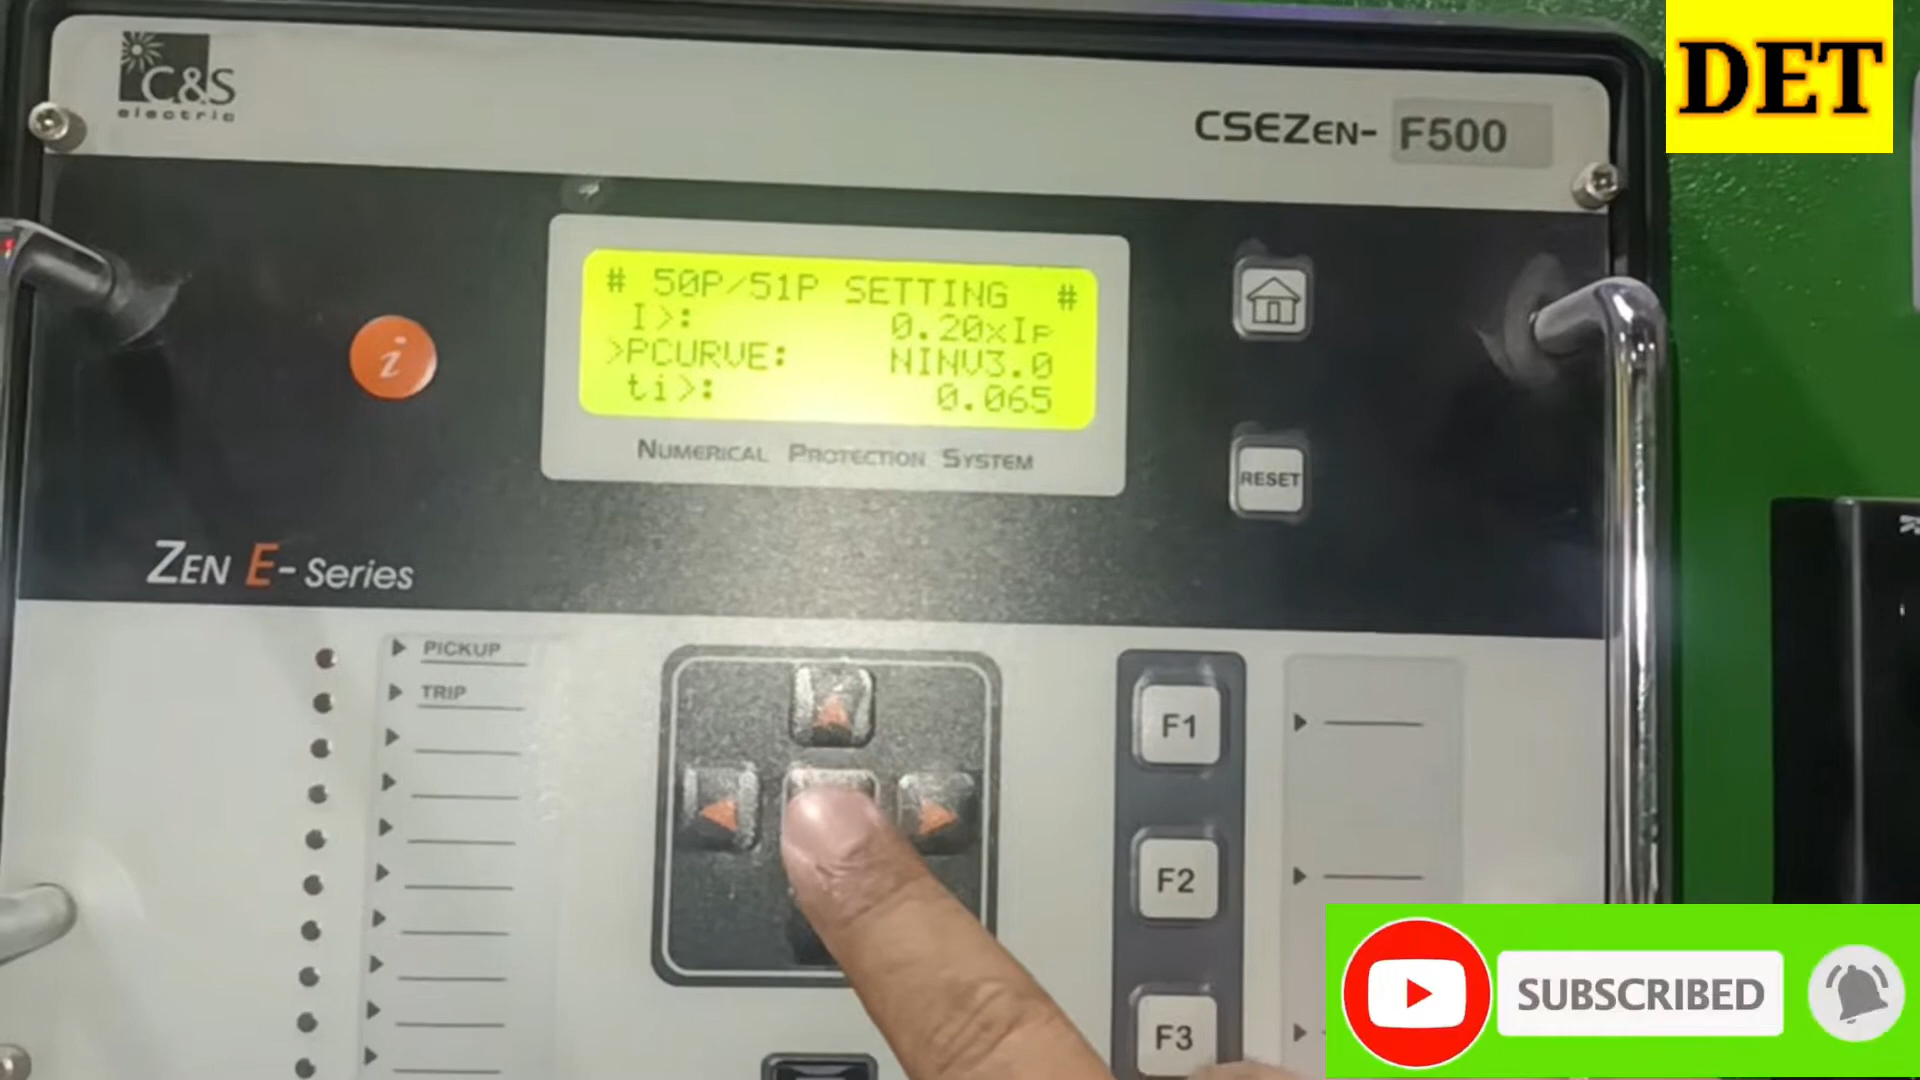 C&S
electric
CSEZEN- F500
DET
# 50P/51P SETTING #
I>: 0.20xIP
>PCURVE: NINV3.0
ti>: 0.065
NUMERICAL PROTECTION SYSTEM
i
RESET
ZEN E- Series
PICKUP
TRIP
F1
F2
F3
SUBSCRIBED